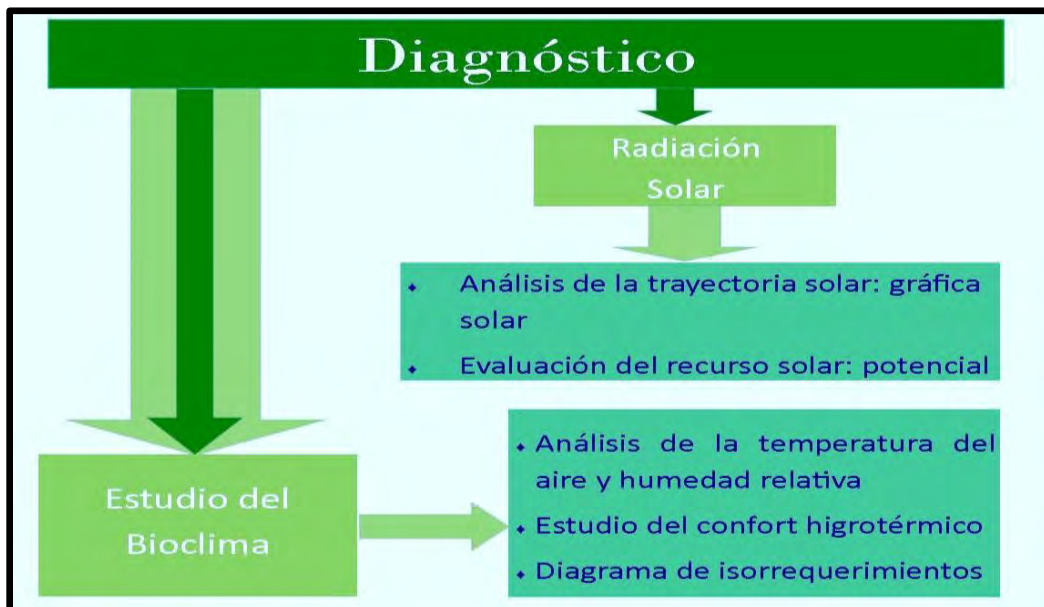 Diagnóstico
Radiación
Solar
Análisis de la trayectoria solar: gráfica
solar
Evaluación del recurso solar: potencial
Estudio del
Bioclima
Análisis de la temperatura del
aire y humedad relativa
Estudio del confort higrotérmico
Diagrama de isorrequerimientos